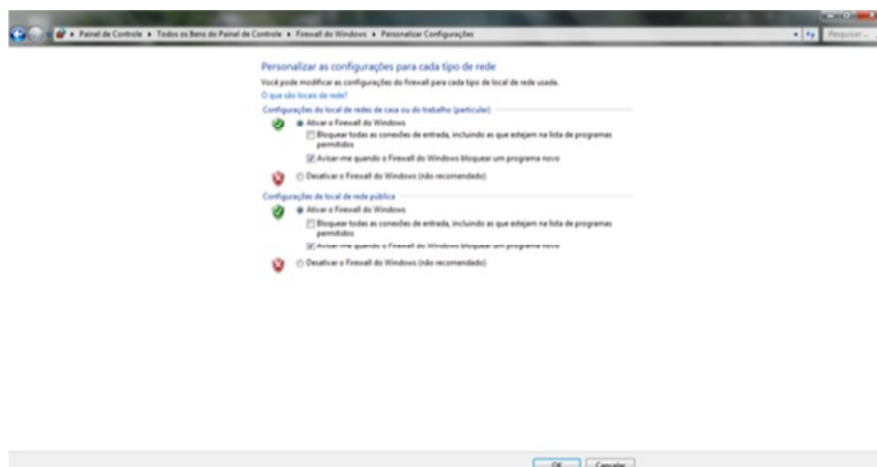 Painel de Controle ▸ Todos os Itens do Painel de Controle ▸ Firewall do Windows ▸ Personalizar Configurações
Pesquisar
Personalizar as configurações para cada tipo de rede
Você pode modificar as configurações do firewall para cada tipo de local de rede usada.
O que são locais de rede?
Configurações do local de redes de casa ou do trabalho (particular)
Ativar o Firewall do Windows
Bloquear todas as conexões de entrada, incluindo as que estejam na lista de programas
permitidos
Avisar-me quando o Firewall do Windows bloquear um programa novo
Desativar o Firewall do Windows (não recomendado)
Configurações de local de rede pública
Ativar o Firewall do Windows
Bloquear todas as conexões de entrada, incluindo as que estejam na lista de programas
permitidos
Avisar-me quando o Firewall do Windows bloquear um programa novo
Desativar o Firewall do Windows (não recomendado)
OK
Cancelar